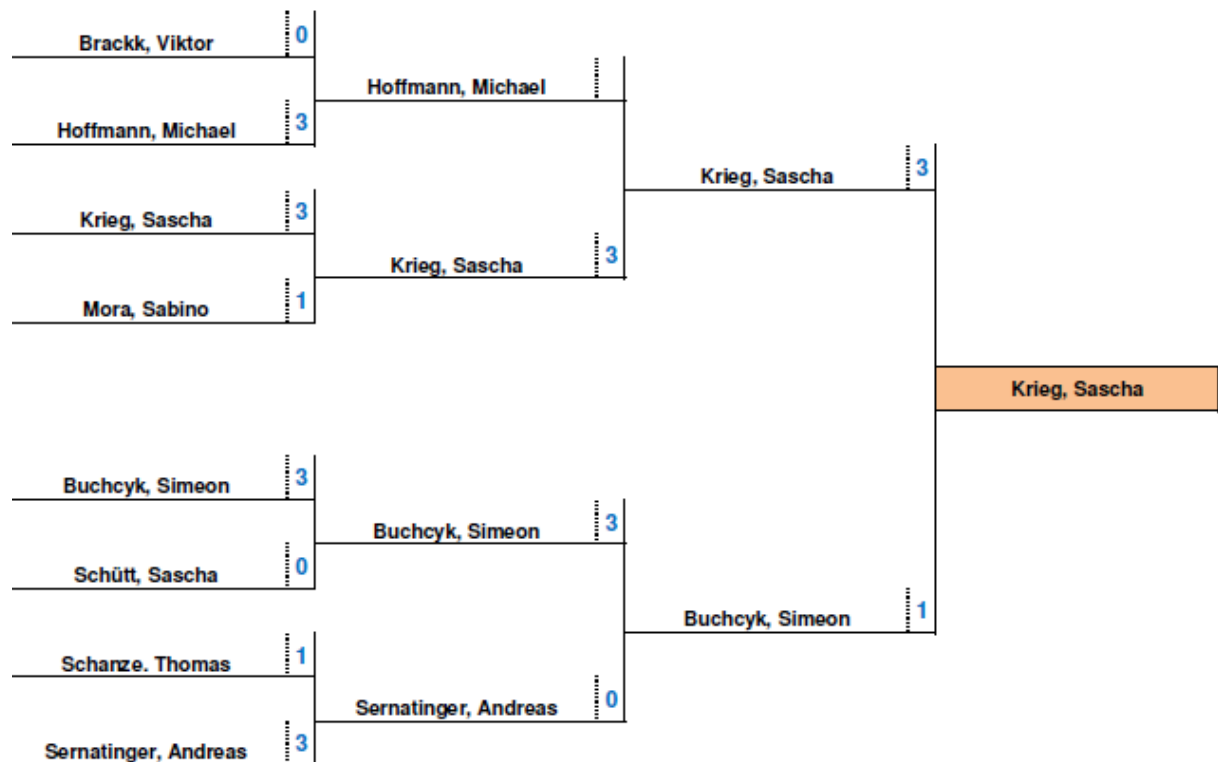 Brackk, Viktor 0
Hoffmann, Michael
Hoffmann, Michael 3
Krieg, Sascha 3
Krieg, Sascha 3
Krieg, Sascha 3
Mora, Sabino 1
Krieg, Sascha
Buchcyk, Simeon 3
Buchcyk, Simeon 3
Schütt, Sascha 0
Buchcyk, Simeon 1
Schanze. Thomas 1
Sernatinger, Andreas 0
Sernatinger, Andreas 3